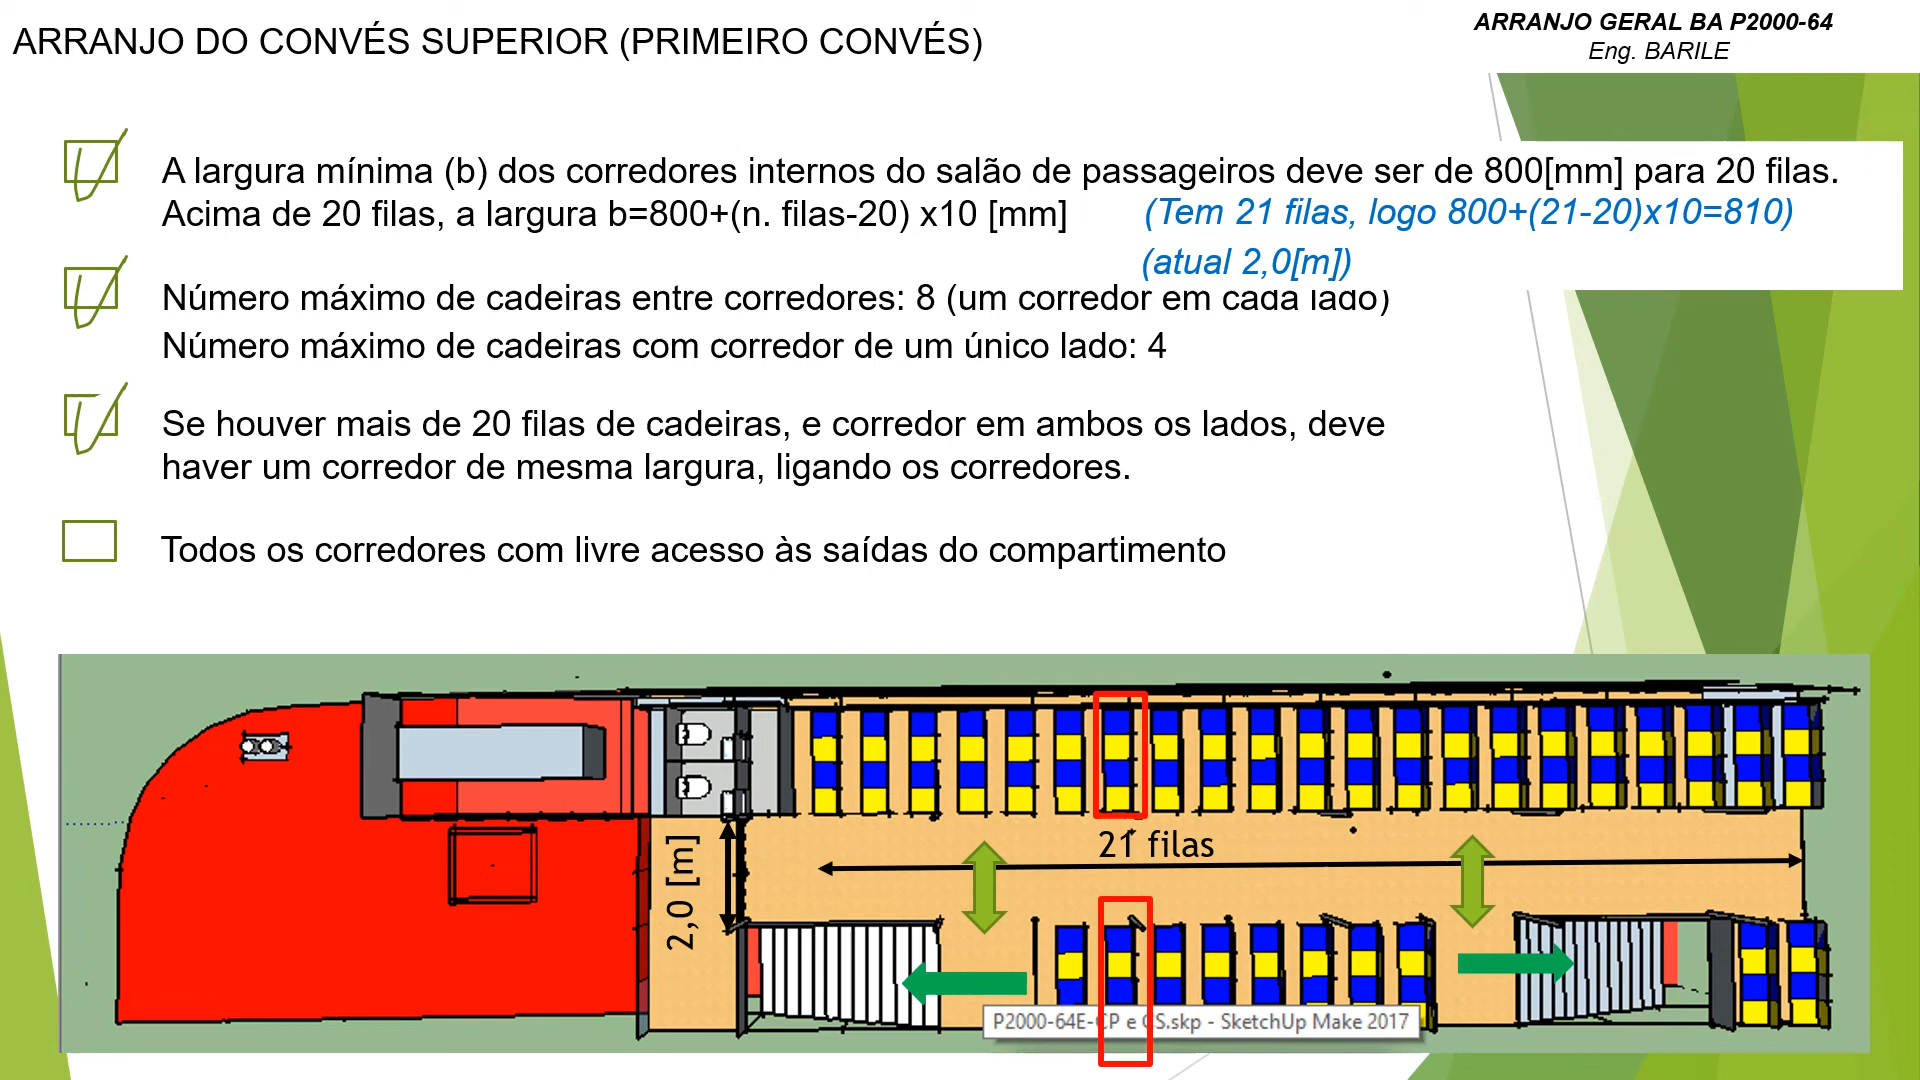 ARRANJO DO CONVÉS SUPERIOR (PRIMEIRO CONVÉS)
ARRANJO GERAL BA P2000-64
Eng. BARILE
A largura mínima (b) dos corredores internos do salão de passageiros deve ser de 800[mm] para 20 filas.
Acima de 20 filas, a largura b=800+(n. filas-20) x10 [mm]
(Tem 21 filas, logo 800+(21-20)x10=810)
(atual 2,0[m])
Número máximo de cadeiras entre corredores: 8 (um corredor em cada lado)
Número máximo de cadeiras com corredor de um único lado: 4
Se houver mais de 20 filas de cadeiras, e corredor em ambos os lados, deve
haver um corredor de mesma largura, ligando os corredores.
Todos os corredores com livre acesso às saídas do compartimento
21 filas
2,0 [m]
P2000-64E-CP e CS.skp - SketchUp Make 2017